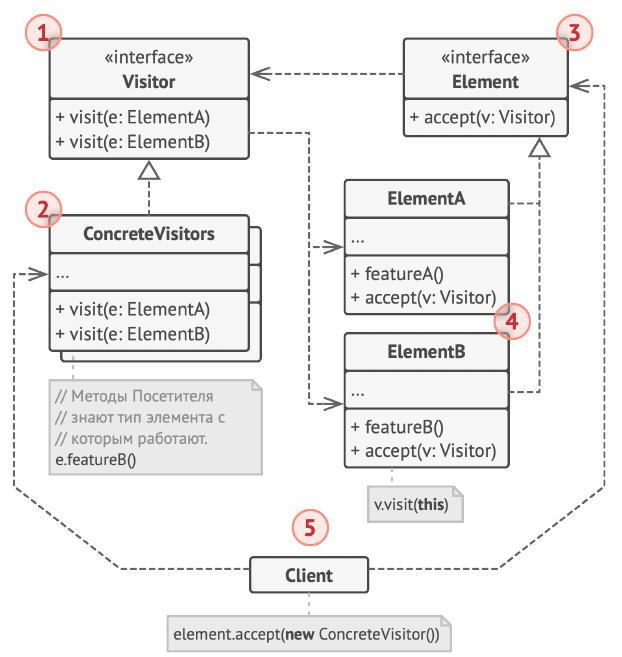 1
«interface»
Visitor
+ visit(e: ElementA)
+ visit(e: ElementB)
2
ConcreteVisitors
...
+ visit(e: ElementA)
+ visit(e: ElementB)
// Методы Посетителя
// знают тип элемента с
// которым работают.
e.featureB()
3
«interface»
Element
+ accept(v: Visitor)
ElementA
...
+ featureA()
+ accept(v: Visitor)
4
ElementB
...
+ featureB()
+ accept(v: Visitor)
v.visit(this)
5
Client
element.accept(new ConcreteVisitor())